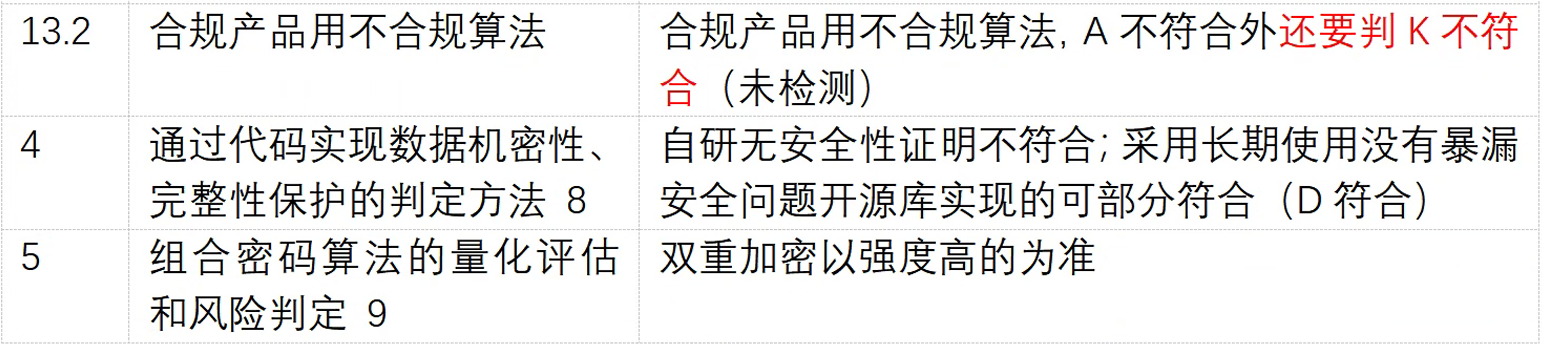 13.2 合规产品用不合规算法 合规产品用不合规算法, A 不符合外还要判 K 不符
合（未检测）
4 通过代码实现数据机密性、 自研无安全性证明不符合; 采用长期使用没有暴漏
完整性保护的判定方法 8 安全问题开源库实现的可部分符合（D 符合）
5 组合密码算法的量化评估 双重加密以强度高的为准
和风险判定 9